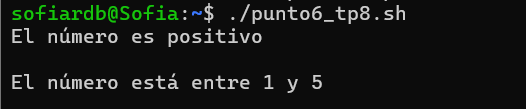 sofiardb@Sofia:~$ ./punto6_tp8.sh
El número es positivo
El número está entre 1 y 5